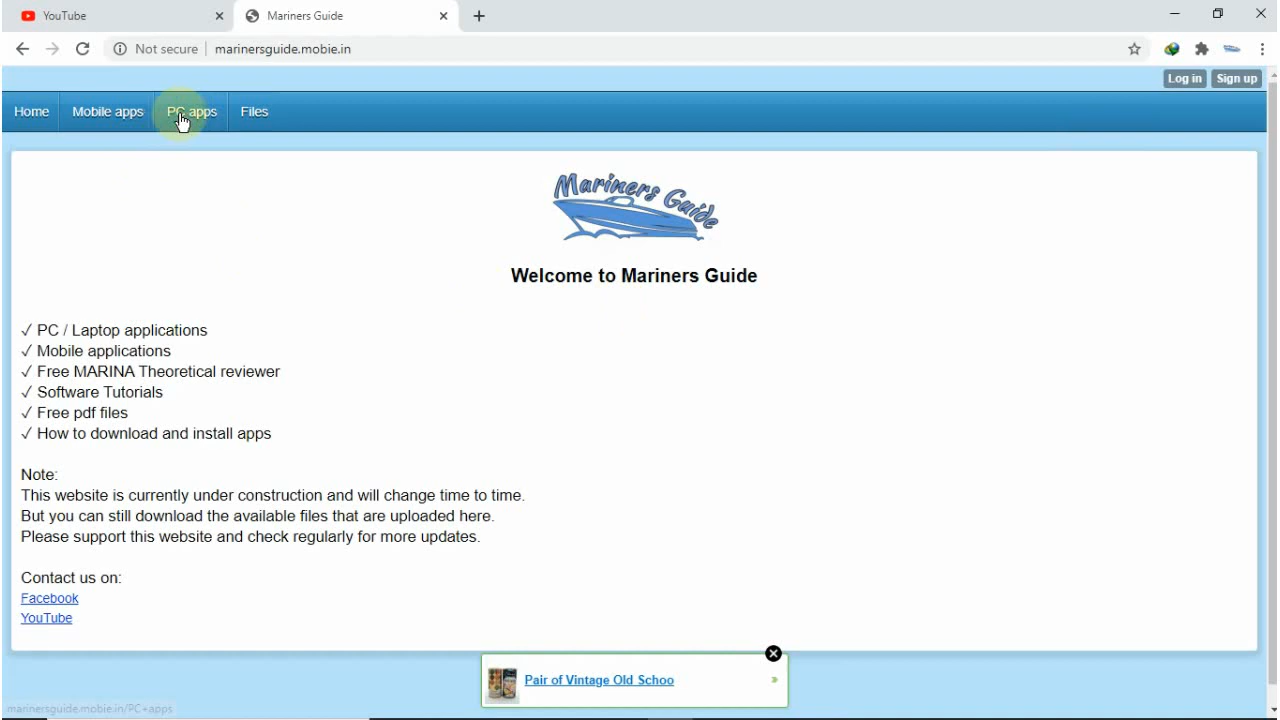 YouTube
Mariners Guide
Not secure
marinersguide.mobie.in
Log in
Sign up
Home
Mobile apps
PC apps
Files
Mariners Guide
Welcome to Mariners Guide
✓ PC / Laptop applications
✓ Mobile applications
✓ Free MARINA Theoretical reviewer
✓ Software Tutorials
✓ Free pdf files
✓ How to download and install apps
Note:
This website is currently under construction and will change time to time.
But you can still download the available files that are uploaded here.
Please support this website and check regularly for more updates.
Contact us on:
Facebook
YouTube
Pair of Vintage Old Schoo
»
marinersguide.mobie.in/PC+apps